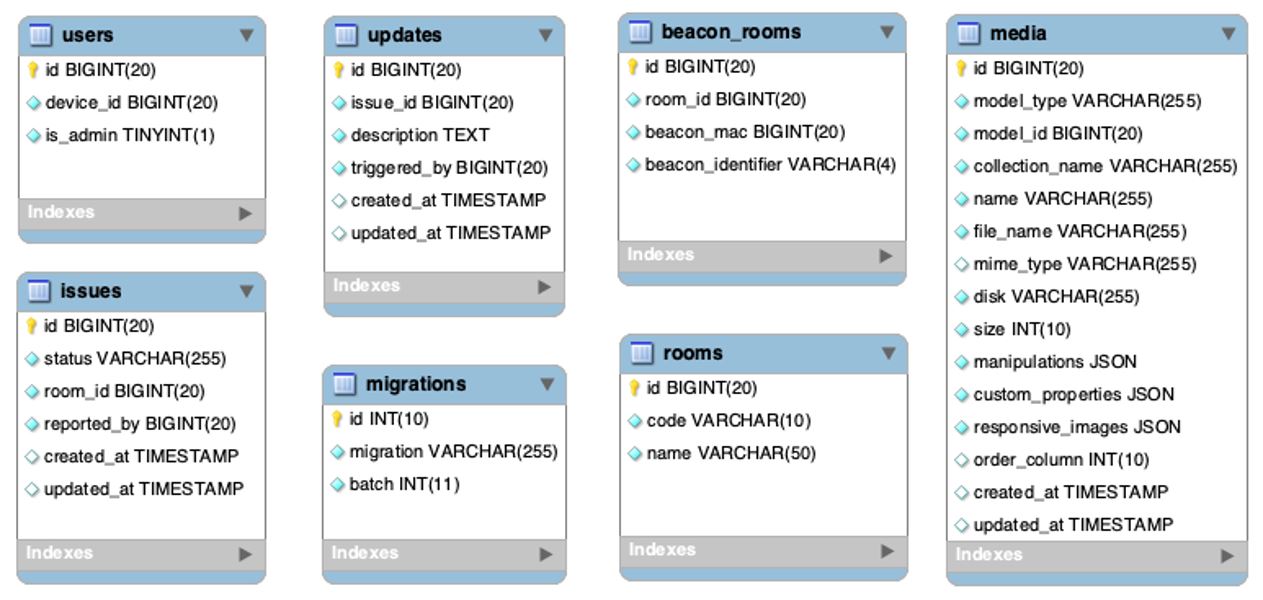 users
id BIGINT(20)
device_id BIGINT(20)
is_admin TINYINT(1)
Indexes
issues
id BIGINT(20)
status VARCHAR(255)
room_id BIGINT(20)
reported_by BIGINT(20)
created_at TIMESTAMP
updated_at TIMESTAMP
Indexes
updates
id BIGINT(20)
issue_id BIGINT(20)
description TEXT
triggered_by BIGINT(20)
created_at TIMESTAMP
updated_at TIMESTAMP
Indexes
migrations
id INT(10)
migration VARCHAR(255)
batch INT(11)
Indexes
beacon_rooms
id BIGINT(20)
room_id BIGINT(20)
beacon_mac BIGINT(20)
beacon_identifier VARCHAR(4)
Indexes
rooms
id BIGINT(20)
code VARCHAR(10)
name VARCHAR(50)
Indexes
media
id BIGINT(20)
model_type VARCHAR(255)
model_id BIGINT(20)
collection_name VARCHAR(255)
name VARCHAR(255)
file_name VARCHAR(255)
mime_type VARCHAR(255)
disk VARCHAR(255)
size INT(10)
manipulations JSON
custom_properties JSON
responsive_images JSON
order_column INT(10)
created_at TIMESTAMP
updated_at TIMESTAMP
Indexes